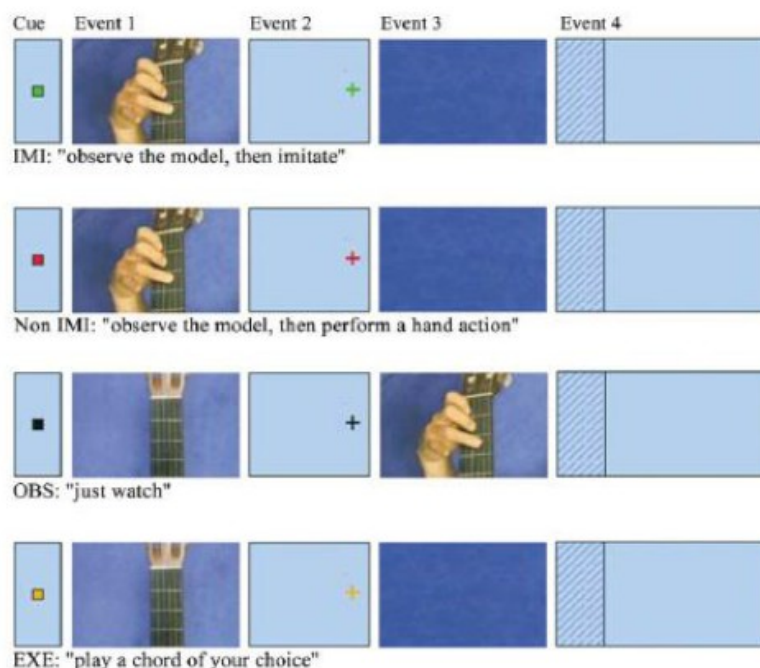 Cue Event 1 Event 2 Event 3 Event 4
IMI: "observe the model, then imitate"
Non IMI: "observe the model, then perform a hand action"
OBS: "just watch"
EXE: "play a chord of your choice"